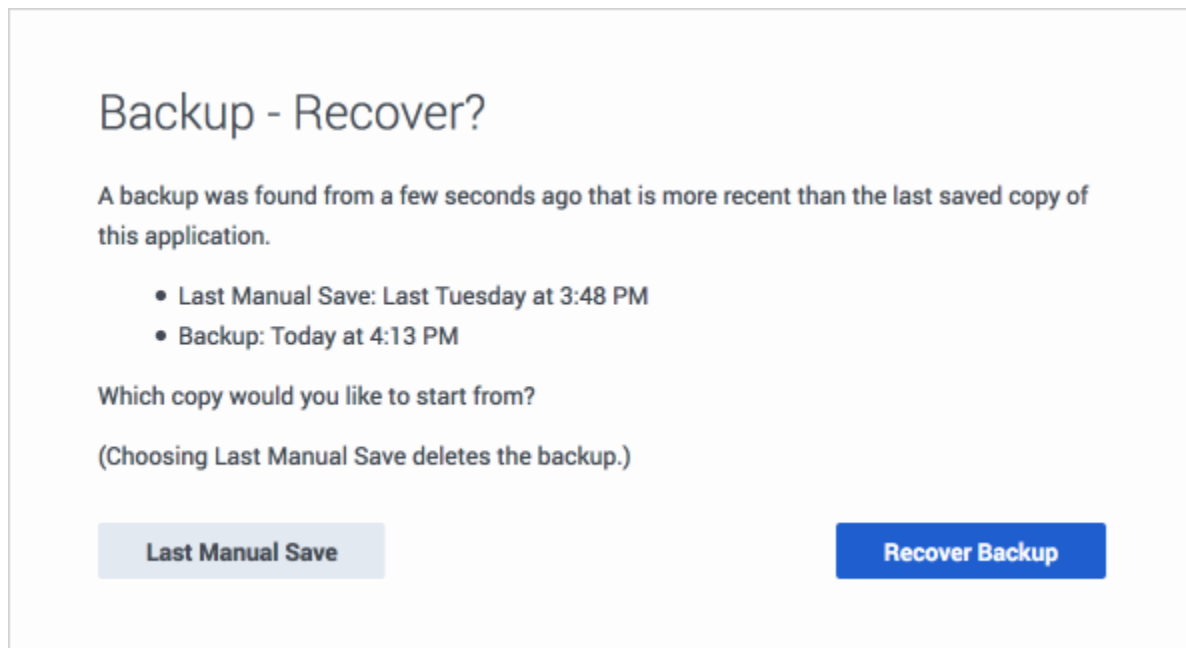 Backup - Recover?
A backup was found from a few seconds ago that is more recent than the last saved copy of
this application.
• Last Manual Save: Last Tuesday at 3:48 PM
• Backup: Today at 4:13 PM
Which copy would you like to start from?
(Choosing Last Manual Save deletes the backup.)
Last Manual Save
Recover Backup